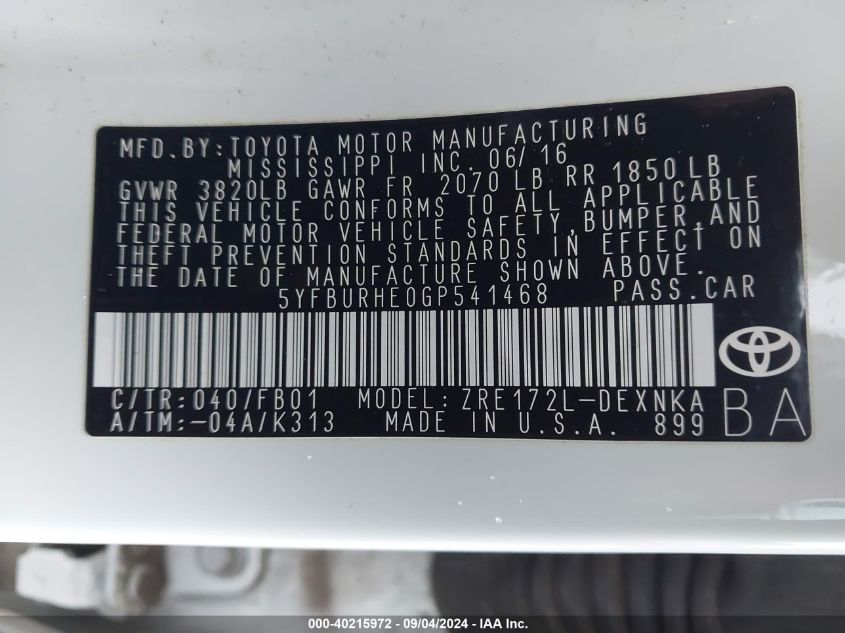 MFD.BY:TOYOTA MOTOR MANUFACTURING
MISSISSIPPI INC. 06/16
GVWR 3820LB GAWR FR 2070 LB RR 1850LB
THIS VEHICLE CONFORMS TO ALL APPLICABLE
FEDERAL MOTOR VEHICLE SAFETY,BUMPER,AND
THEFT PREVENTION STANDARDS IN EFFECT ON
THE DATE OF MANUFACTURE SHOWN ABOVE.
5YFBURHE0GP541468 PASS.CAR
C/TR:040/FB01 MODEL:ZRE172L-DEXNKA
A/TM:-04A/K313 MADE IN U.S.A. 899
BA
000-40215972 - 09/04/2024 - IAA Inc.